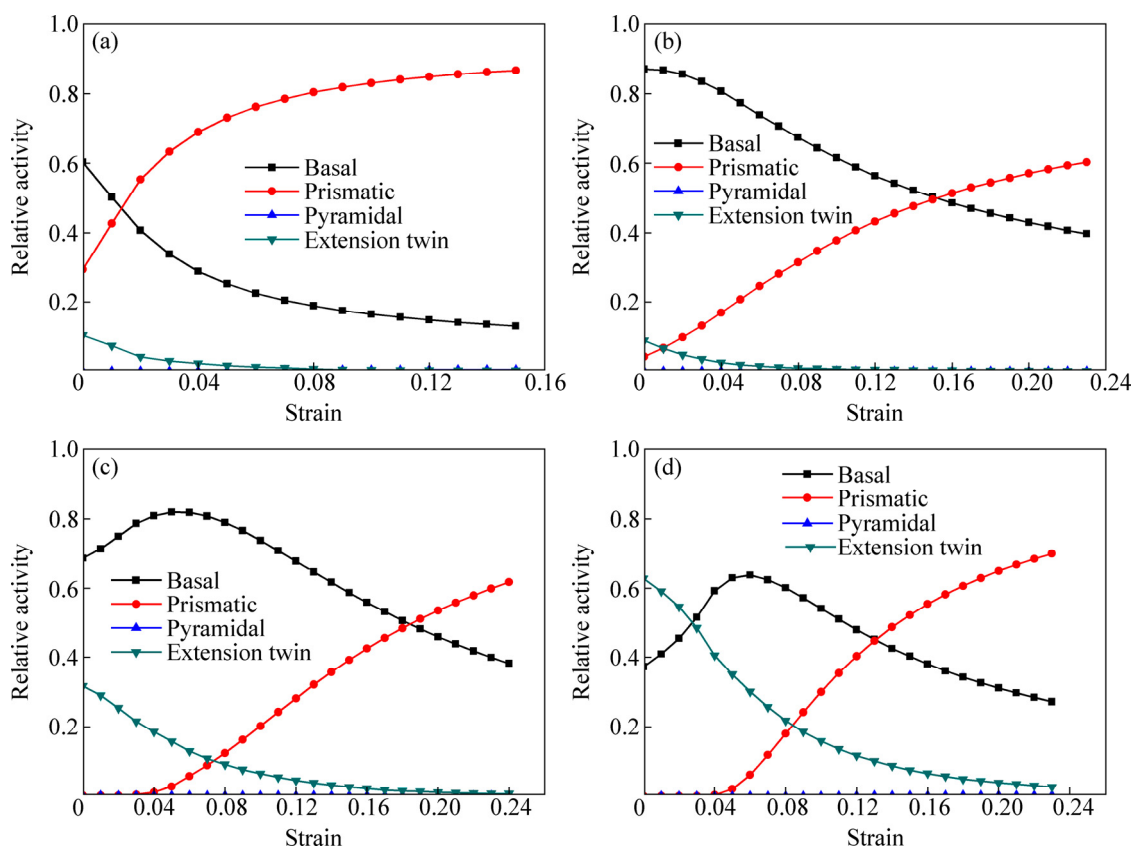 (a)
1.0
0.8
0.6
0.4
0.2
Relative activity
Basal
Prismatic
Pyramidal
Extension twin
0 0.04 0.08 0.12 0.16
Strain
(b)
1.0
0.8
0.6
0.4
0.2
Relative activity
Basal
Prismatic
Pyramidal
Extension twin
0 0.04 0.08 0.12 0.16 0.20 0.24
Strain
(c)
1.0
0.8
0.6
0.4
0.2
Relative activity
Basal
Prismatic
Pyramidal
Extension twin
0 0.04 0.08 0.12 0.16 0.20 0.24
Strain
(d)
1.0
0.8
0.6
0.4
0.2
Relative activity
Basal
Prismatic
Pyramidal
Extension twin
0 0.04 0.08 0.12 0.16 0.20 0.24
Strain